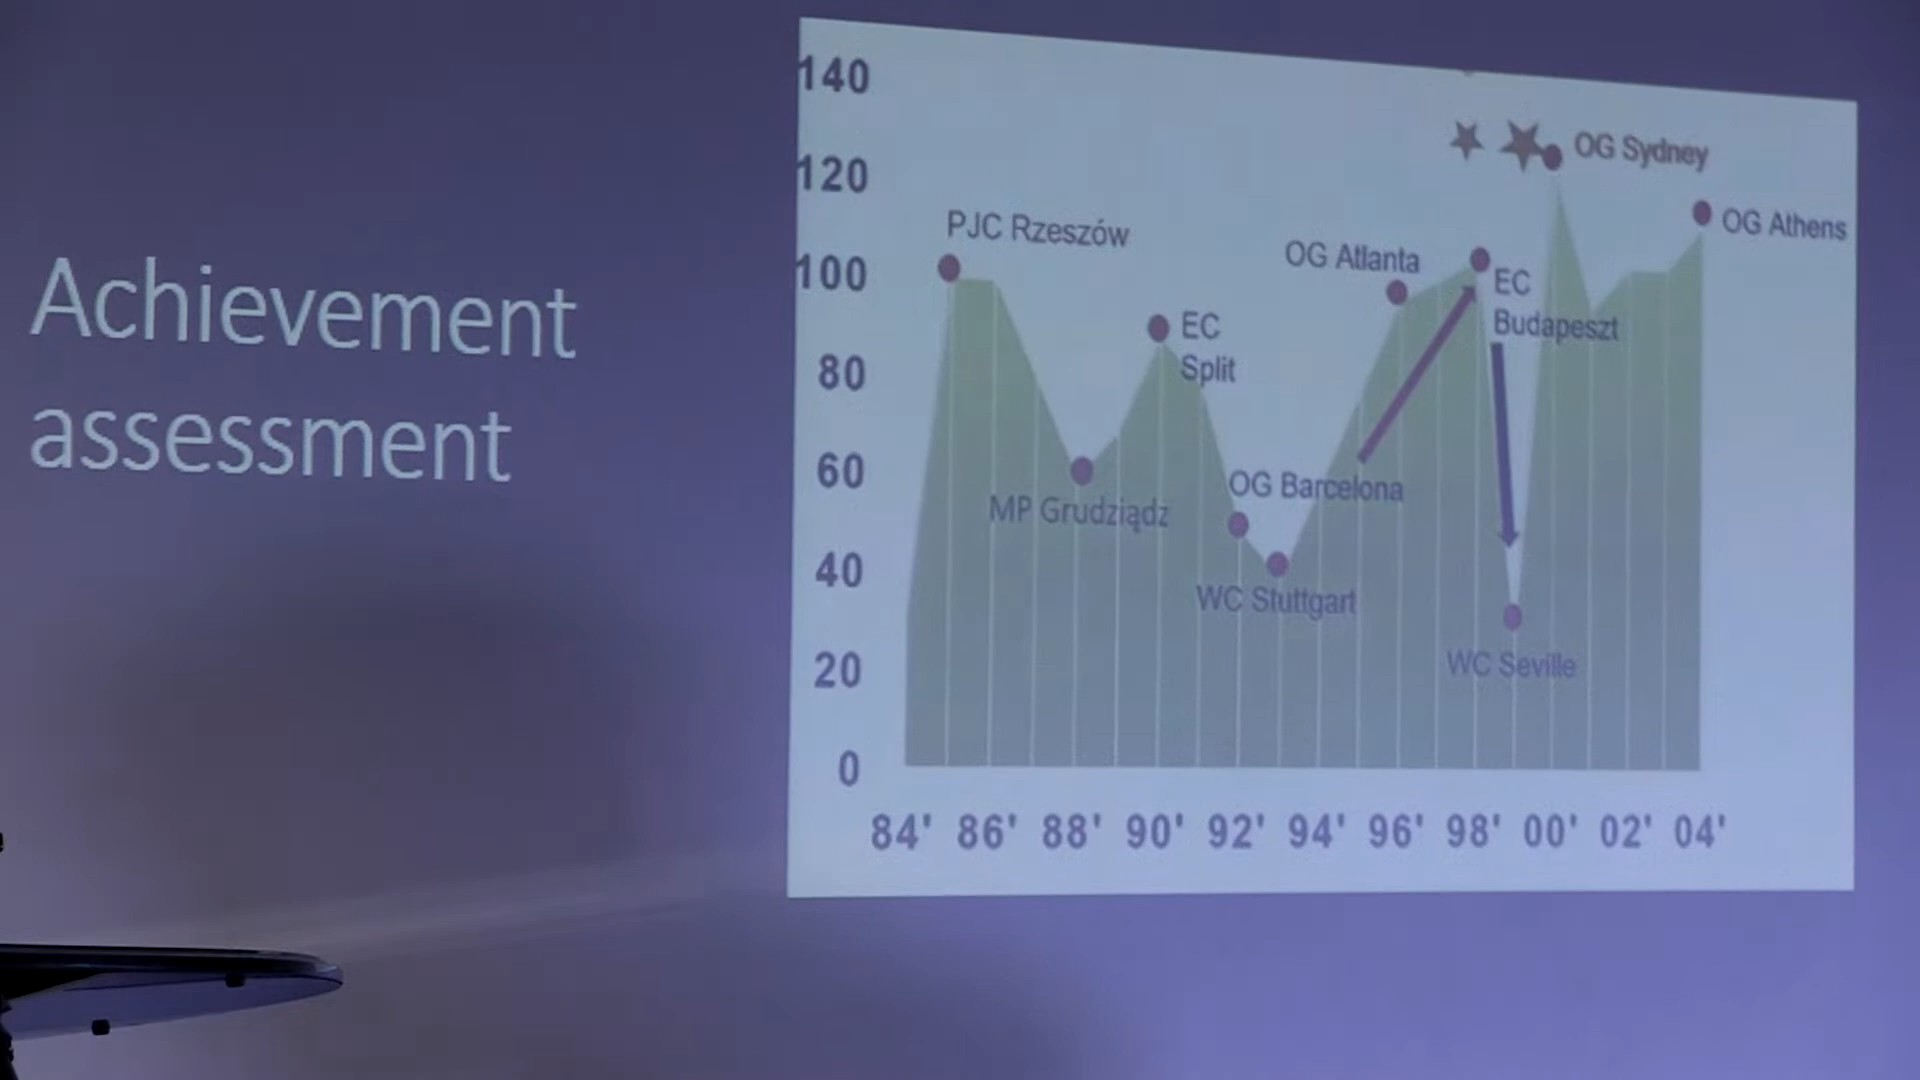 Achievement
assessment
140
120
100
80
60
40
20
0
PJC Rzeszów
MP Grudziądz
EC
Split
OG Barcelona
WC Stuttgart
OG Atlanta
EC
Budapeszt
WC Seville
OG Sydney
OG Athens
84' 86' 88' 90' 92' 94' 96' 98' 00' 02' 04'